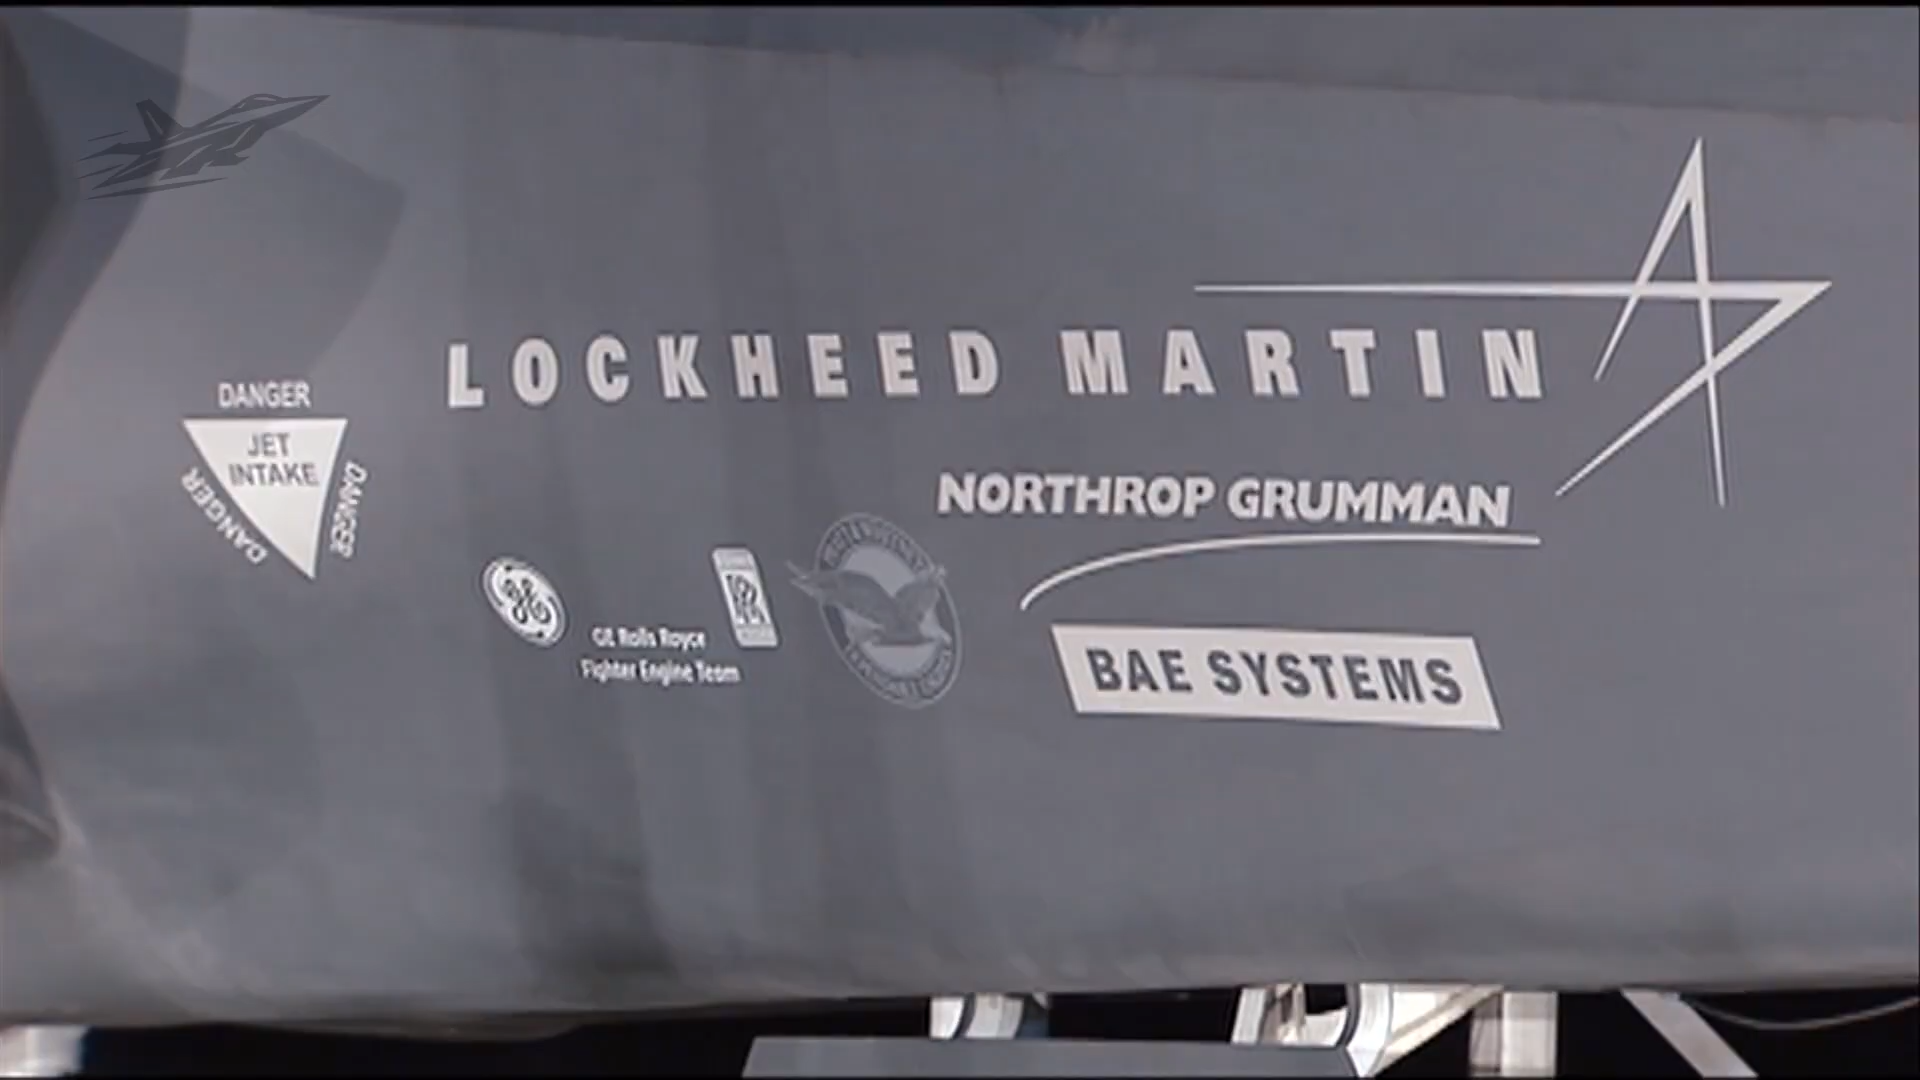 LOCKHEED MARTIN
DANGER
JET
INTAKE
DANGER
DANGER
NORTHROP GRUMMAN
GE Rolls Royce
Fighter Engine Team
BAE SYSTEMS